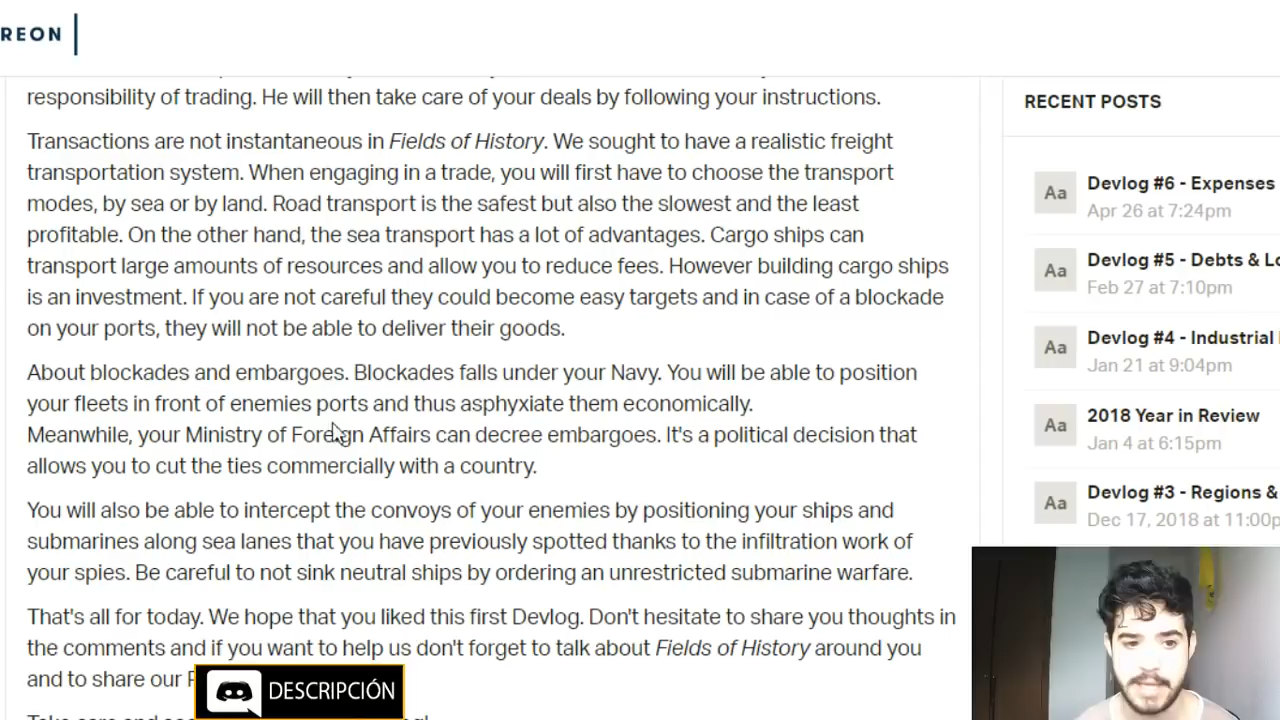 REON
responsibility of trading. He will then take care of your deals by following your instructions.
Transactions are not instantaneous in Fields of History. We sought to have a realistic freight
transportation system. When engaging in a trade, you will first have to choose the transport
modes, by sea or by land. Road transport is the safest but also the slowest and the least
profitable. On the other hand, the sea transport has a lot of advantages. Cargo ships can
transport large amounts of resources and allow you to reduce fees. However building cargo ships
is an investment. If you are not careful they could become easy targets and in case of a blockade
on your ports, they will not be able to deliver their goods.
About blockades and embargoes. Blockades falls under your Navy. You will be able to position
your fleets in front of enemies ports and thus asphyxiate them economically.
Meanwhile, your Ministry of Foreign Affairs can decree embargoes. It's a political decision that
allows you to cut the ties commercially with a country.
You will also be able to intercept the convoys of your enemies by positioning your ships and
submarines along sea lanes that you have previously spotted thanks to the infiltration work of
your spies. Be careful to not sink neutral ships by ordering an unrestricted submarine warfare.
That's all for today. We hope that you liked this first Devlog. Don't hesitate to share you thoughts in
the comments and if you want to help us don't forget to talk about Fields of History around you
and to share our
DESCRIPCIÓN
RECENT POSTS
Aa
Devlog #6 - Expenses
Apr 26 at 7:24pm
Aa
Devlog #5 - Debts &
Feb 27 at 7:10pm
Aa
Devlog #4 - Industrial
Jan 21 at 9:04pm
Aa
2018 Year in Review
Jan 4 at 6:15pm
Aa
Devlog #3 - Regions &
Dec 17, 2018 at 11:00p